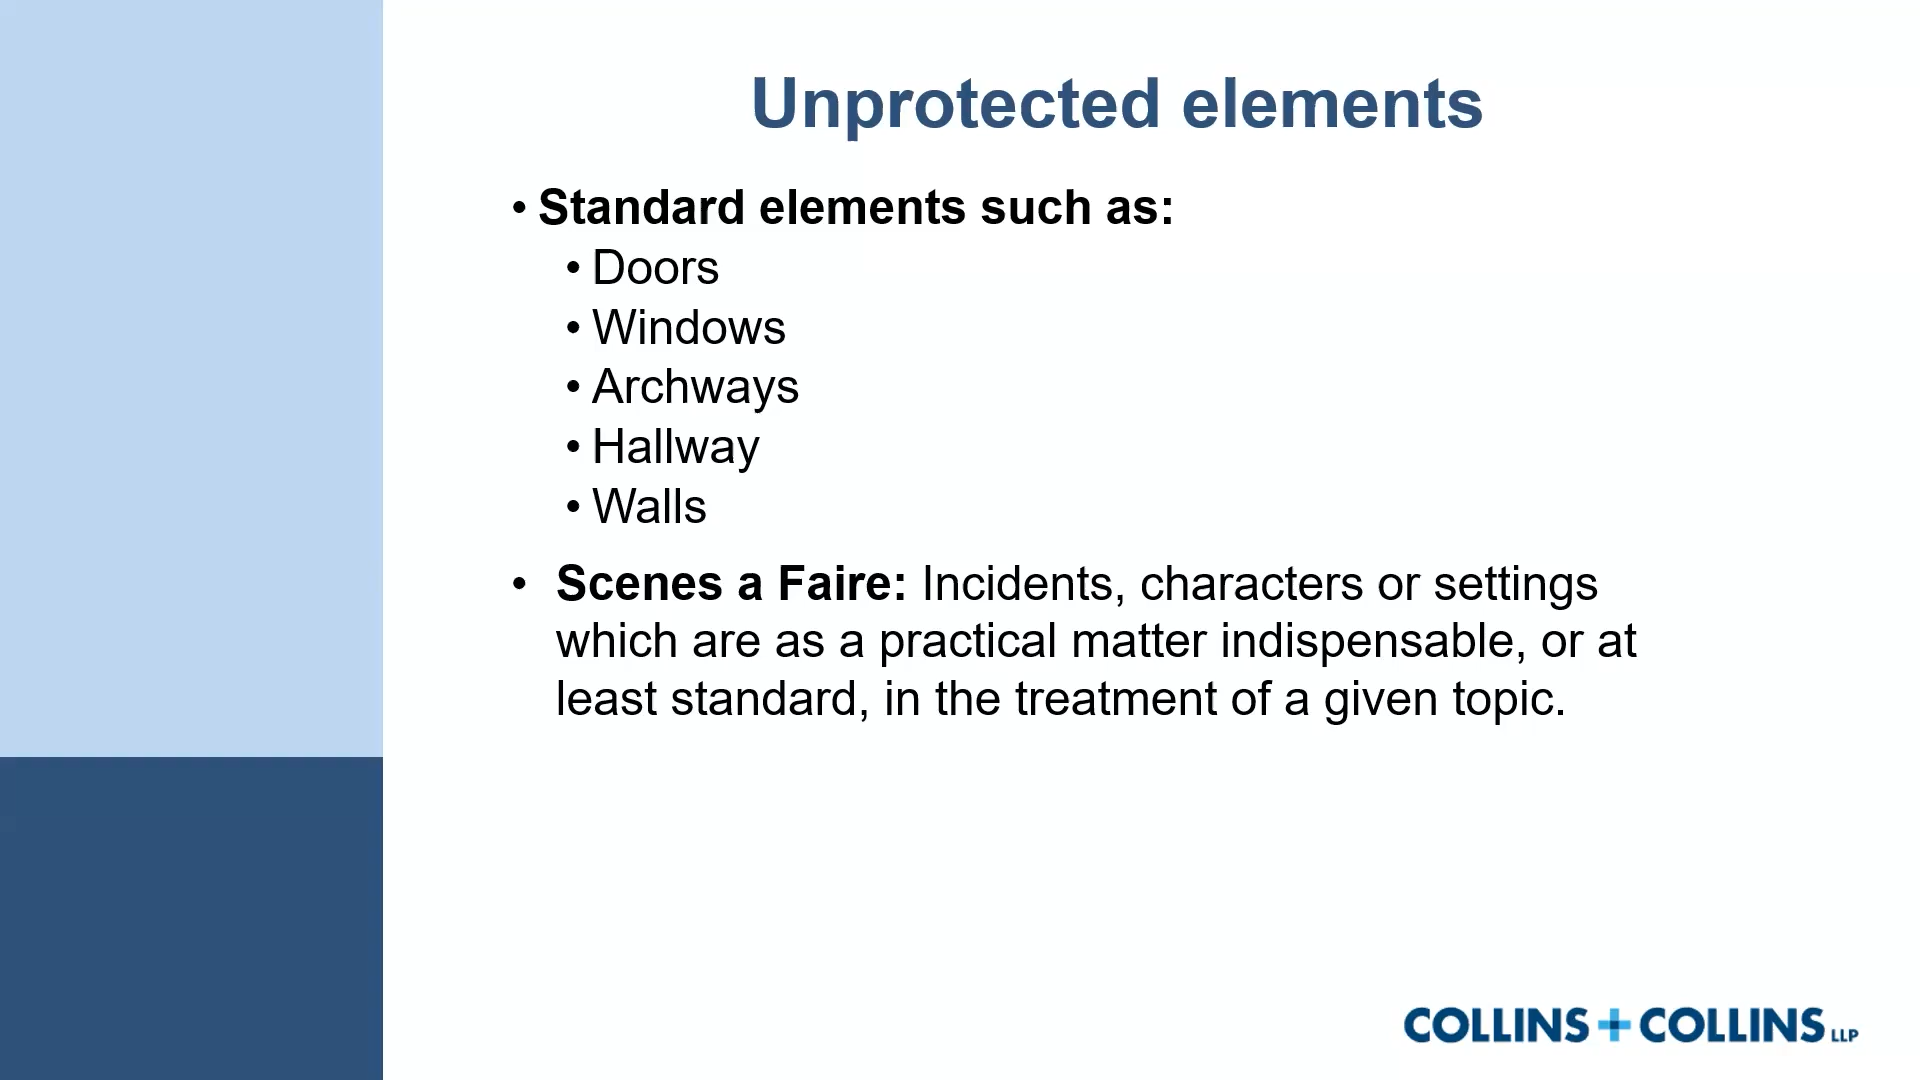 Unprotected elements
• Standard elements such as:
• Doors
• Windows
• Archways
• Hallway
• Walls
• Scenes a Faire: Incidents, characters or settings
which are as a practical matter indispensable, or at
least standard, in the treatment of a given topic.
COLLINS + COLLINS LLP